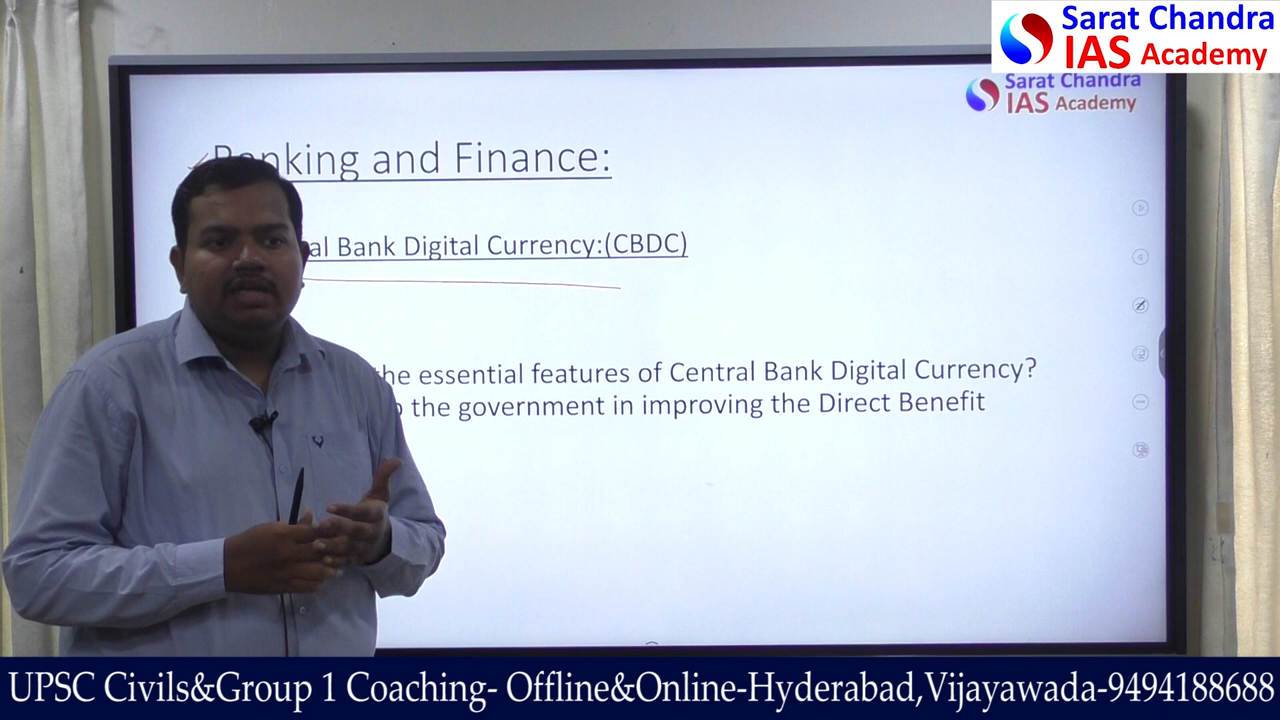 Sarat Chandra
IAS Academy
Sarat Chandra
IAS Academy
Banking and Finance:
al Bank Digital Currency:(CBDC)
the essential features of Central Bank Digital Currency?
the government in improving the Direct Benefit
UPSC Civils&Group 1 Coaching- Offline&Online-Hyderabad,Vijayawada-9494188688